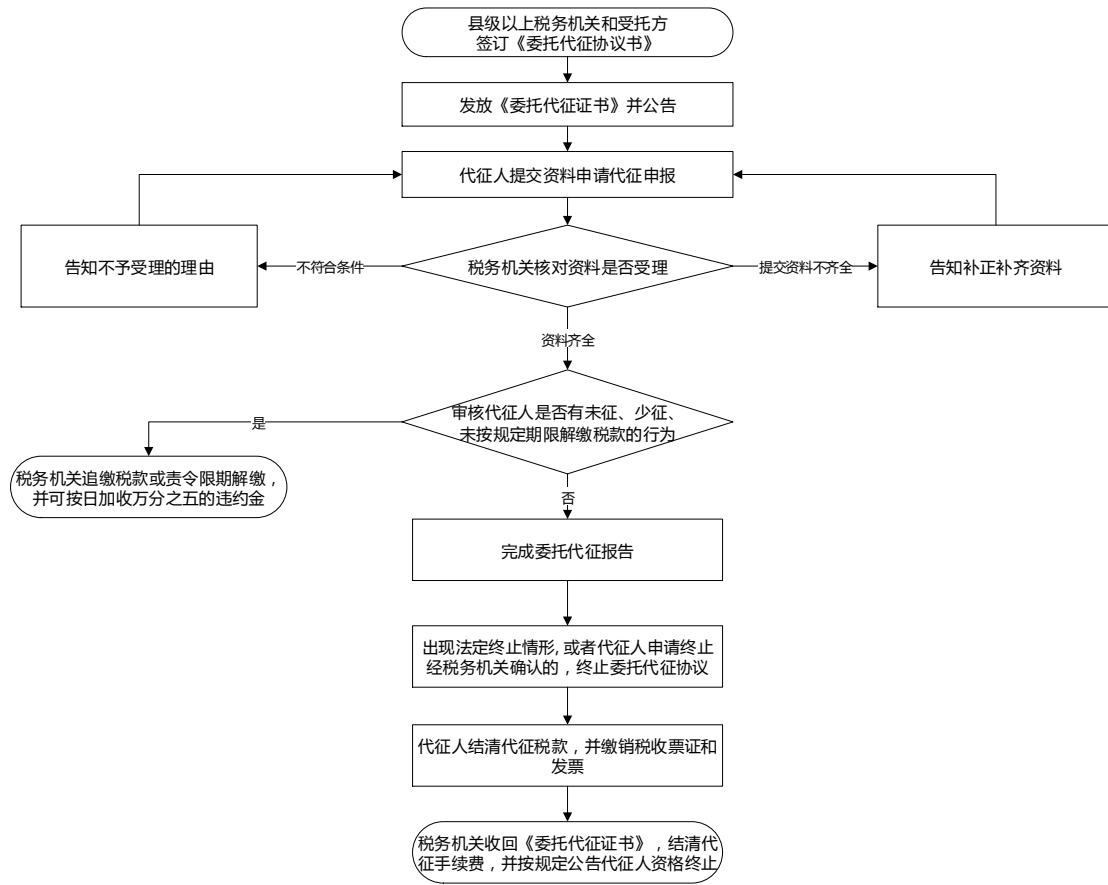 县级以上税务机关和受托方
签订《委托代征协议书》
发放《委托代征证书》并公告
代征人提交资料申请代征申报
告知不予受理的理由
不符合条件
税务机关核对资料是否受理
提交资料不齐全
告知补正补齐资料
资料齐全
审核代征人是否有未征、少征、
未按规定期限解缴税款的行为
是
税务机关追缴税款或责令限期解缴，
并可按日加收万分之五的违约金
否
完成委托代征报告
出现法定终止情形,或者代征人申请终止
经税务机关确认的，终止委托代征协议
代征人结清代征税款，并缴销税收票证和
发票
税务机关收回《委托代征证书》，结清代
征手续费，并按规定公告代征人资格终止